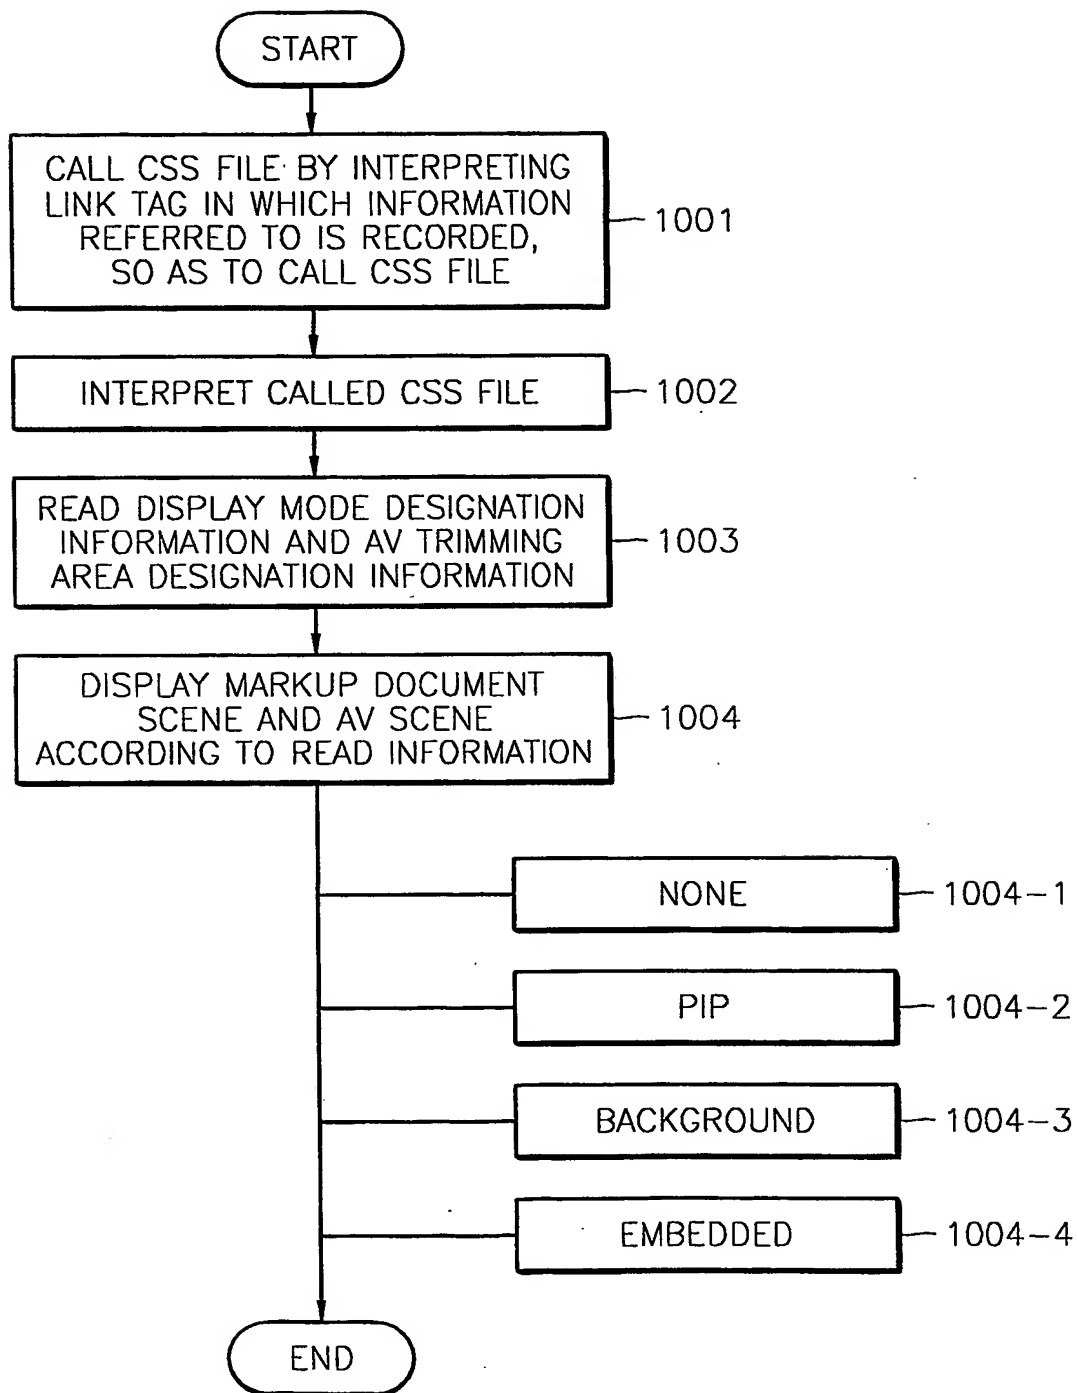 START
CALL CSS FILE BY INTERPRETING
LINK TAG IN WHICH INFORMATION
REFERRED TO IS RECORDED,
SO AS TO CALL CSS FILE
1001
INTERPRET CALLED CSS FILE
1002
READ DISPLAY MODE DESIGNATION
INFORMATION AND AV TRIMMING
AREA DESIGNATION INFORMATION
1003
DISPLAY MARKUP DOCUMENT
SCENE AND AV SCENE
ACCORDING TO READ INFORMATION
1004
NONE
1004-1
PIP
1004-2
BACKGROUND
1004-3
EMBEDDED
1004-4
END